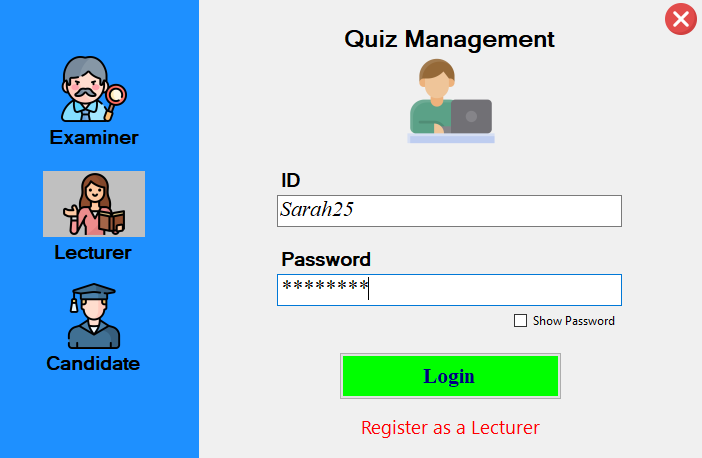 Quiz Management
Examiner
Lecturer
Candidate
ID
Sarah25
Password
********
Show Password
Login
Register as a Lecturer